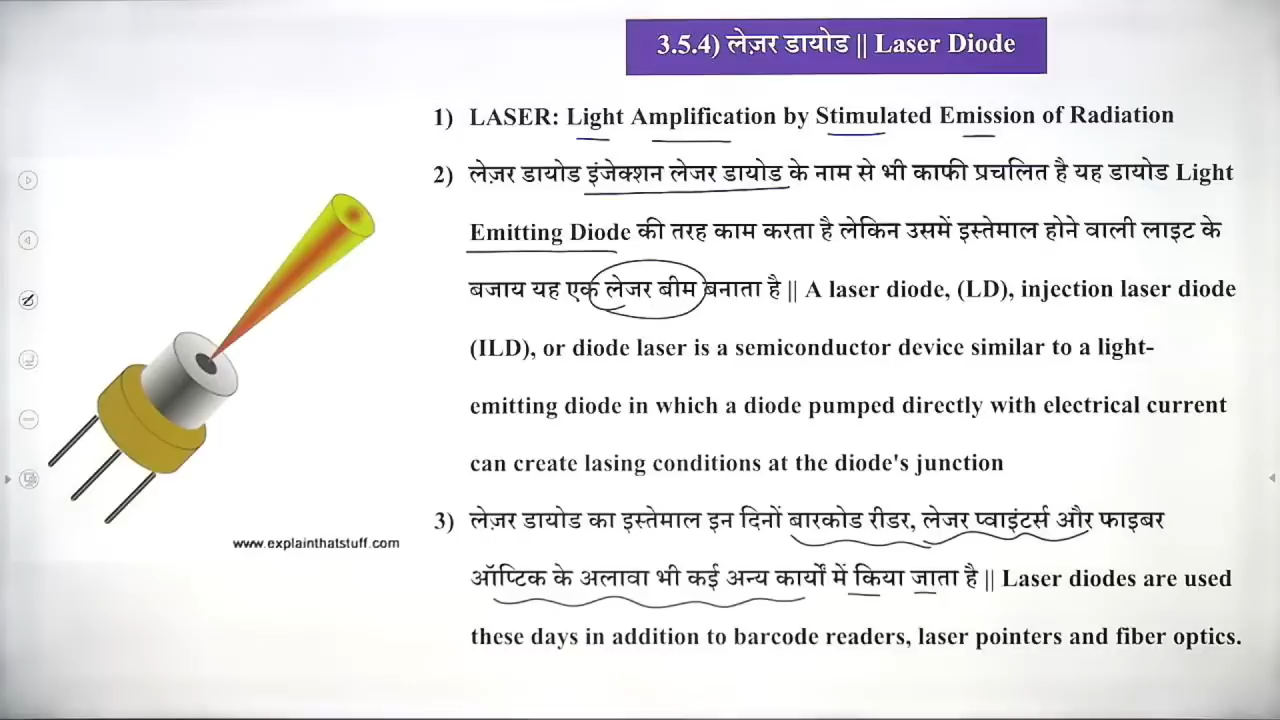 3.5.4) लेज़र डायोड || Laser Diode
1) LASER: Light Amplification by Stimulated Emission of Radiation
2) लेज़र डायोड इंजेक्शन लेजर डायोड के नाम से भी काफी प्रचलित है यह डायोड Light
Emitting Diode की तरह काम करता है लेकिन उसमें इस्तेमाल होने वाली लाइट के
बजाय यह एक लेजर बीम बनाता है || A laser diode, (LD), injection laser diode
(ILD), or diode laser is a semiconductor device similar to a light-
emitting diode in which a diode pumped directly with electrical current
can create lasing conditions at the diode's junction
3) लेज़र डायोड का इस्तेमाल इन दिनों बारकोड रीडर, लेजर प्वाइंटर्स और फाइबर
ऑप्टिक के अलावा भी कई अन्य कार्यों में किया जाता है || Laser diodes are used
these days in addition to barcode readers, laser pointers and fiber optics.
www.explainthatstuff.com